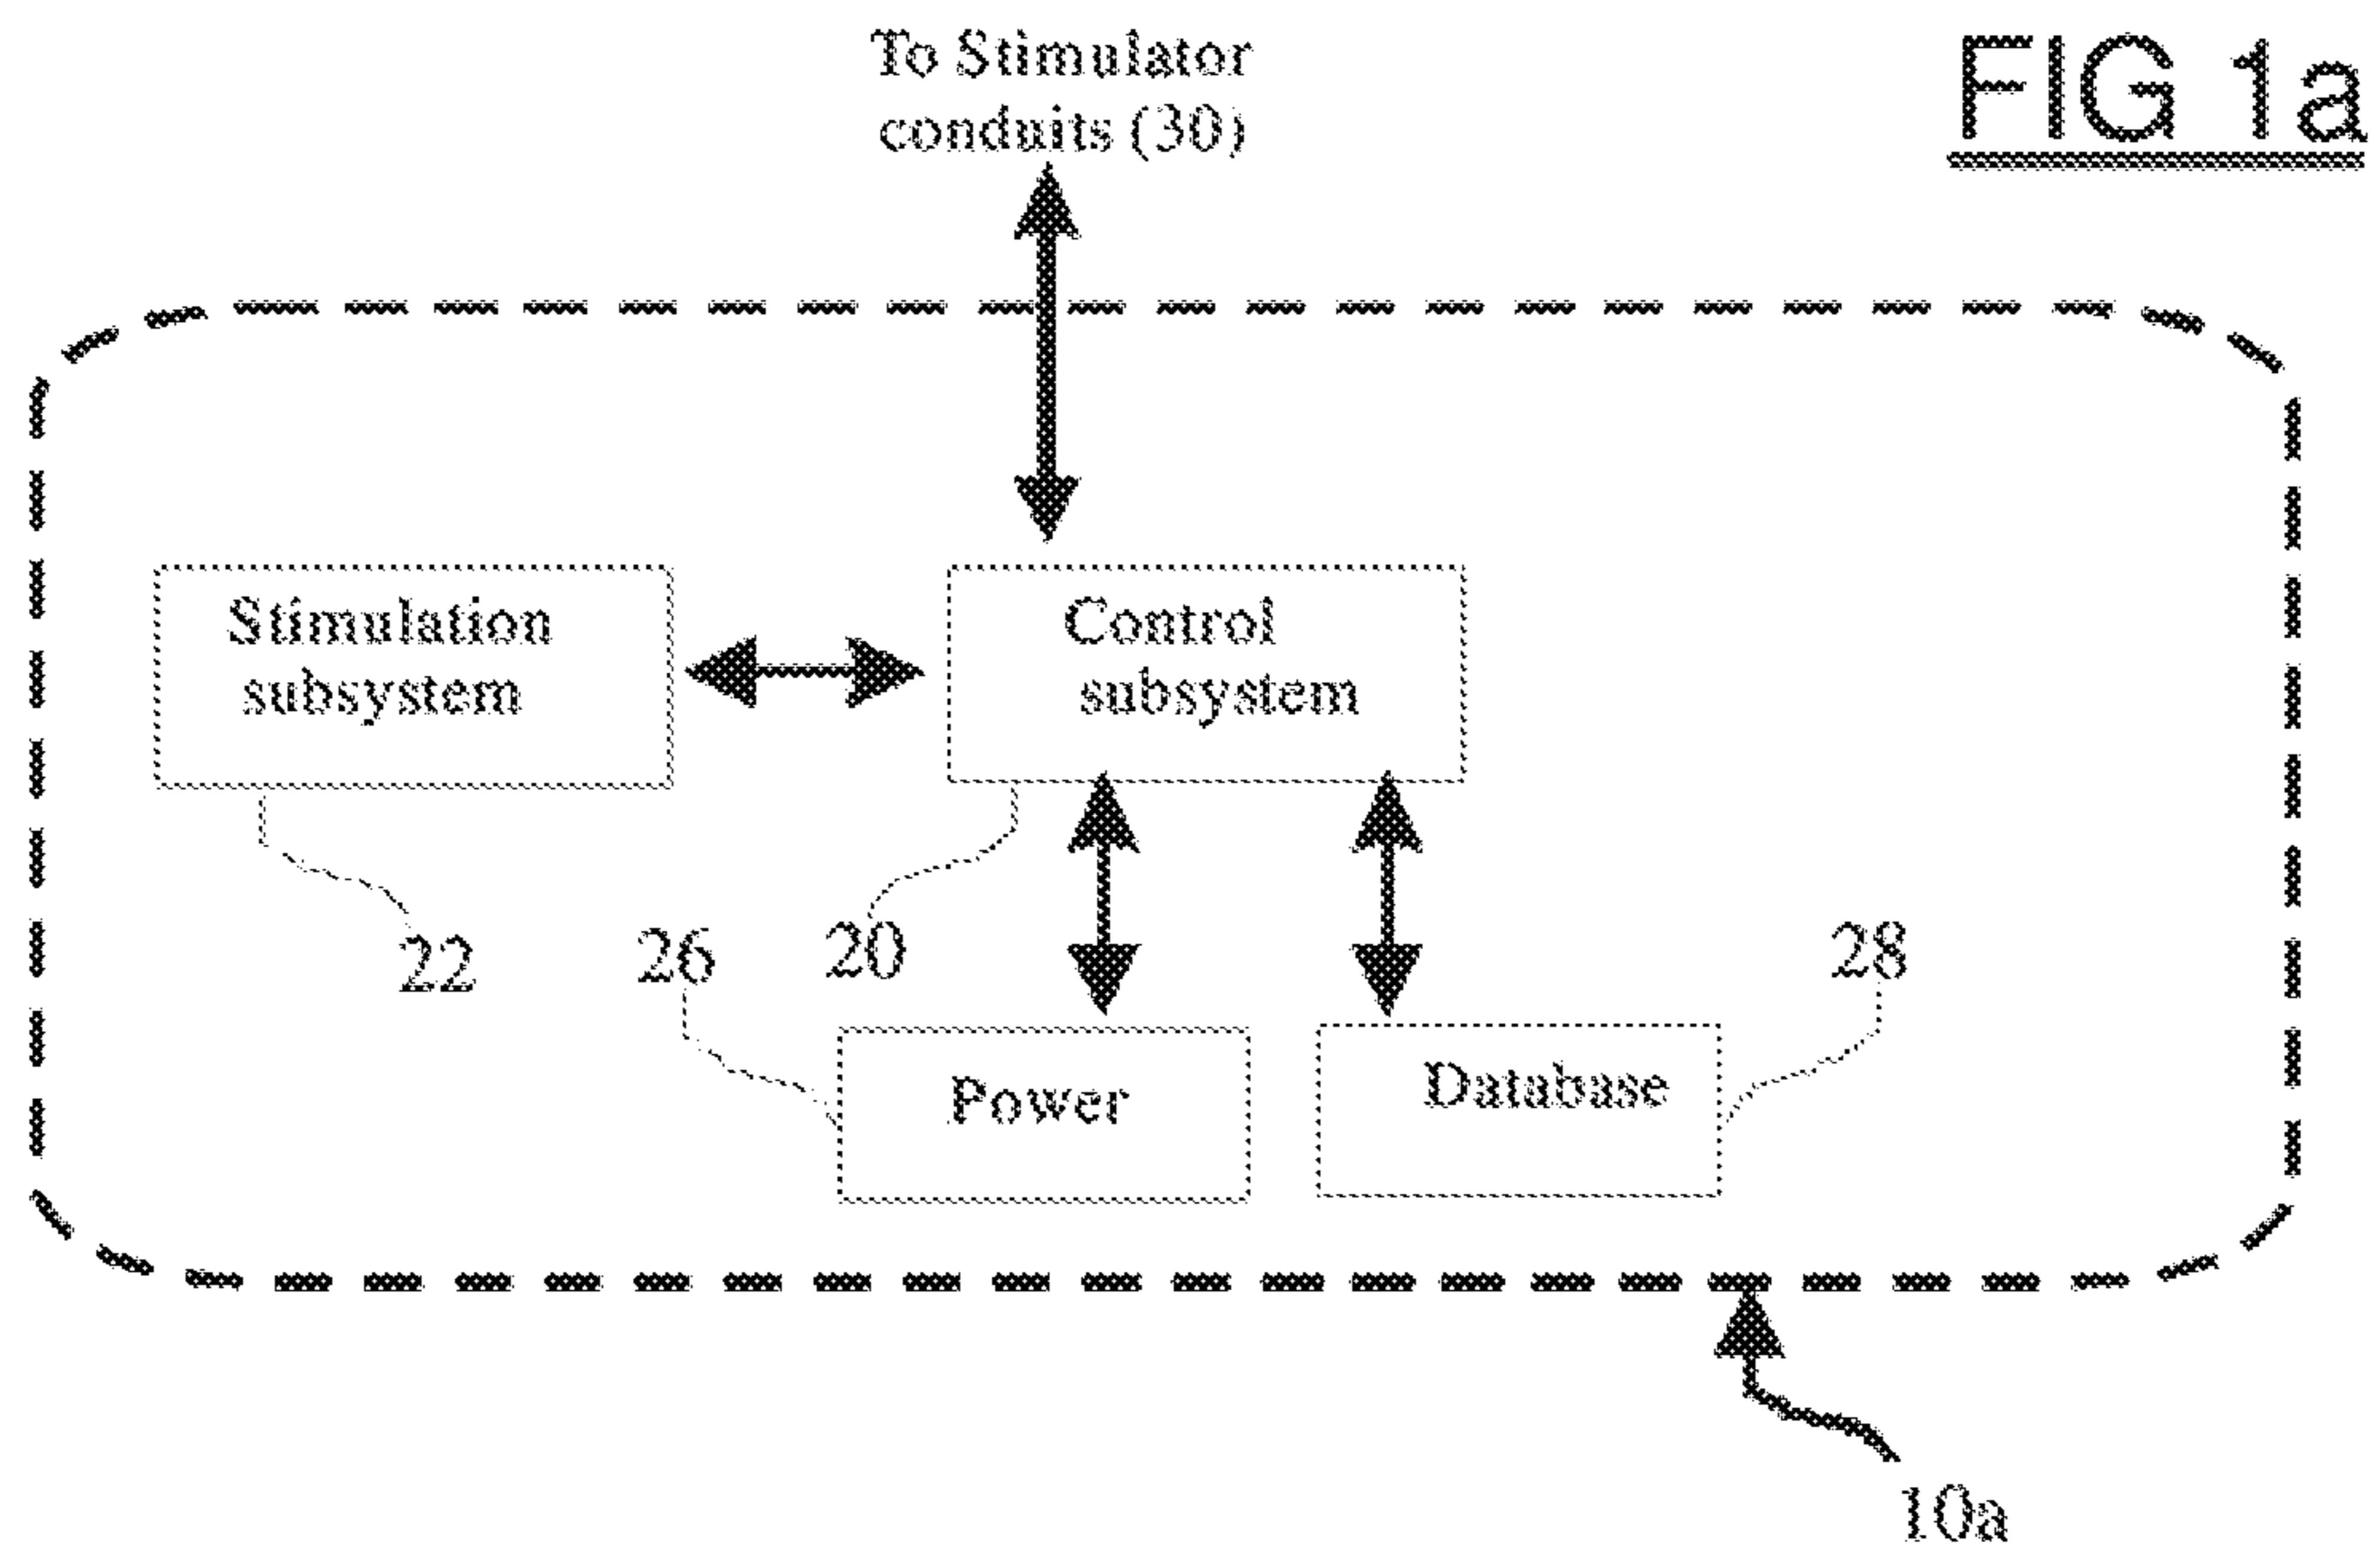 To Stimulator
conduits (30)
FIG 1a
Stimulation
subsystem
Control
subsystem
22
26
20
28
Power
Database
10a